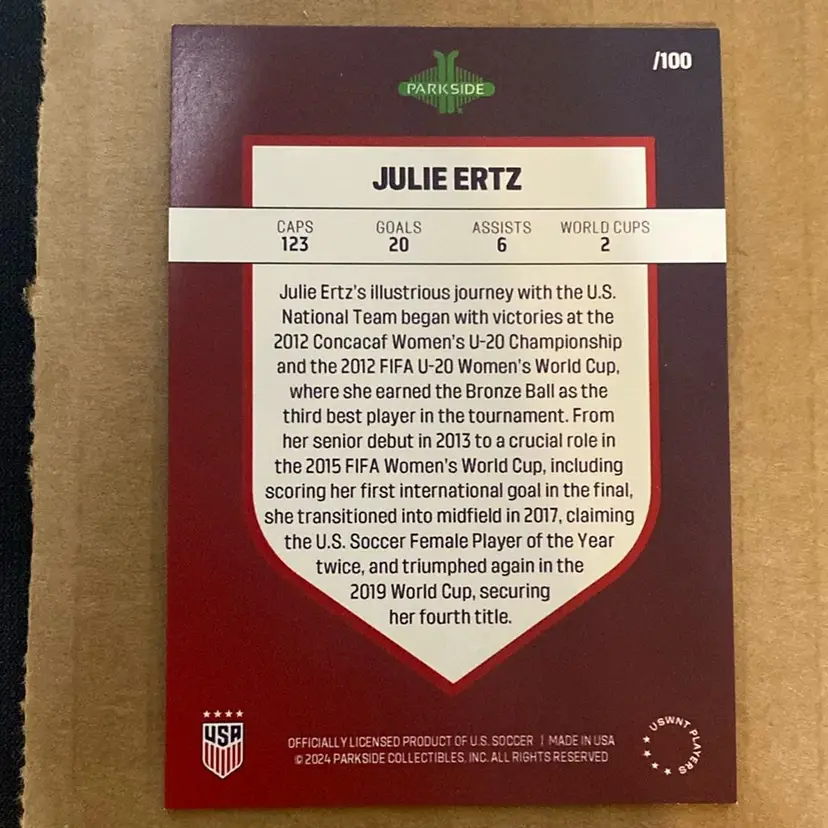 PARKSIDE
/100
JULIE ERTZ
CAPS GOALS ASSISTS WORLD CUPS
123 20 6 2
Julie Ertz's illustrious journey with the U.S.
National Team began with victories at the
2012 Concacaf Women's U-20 Championship
and the 2012 FIFA U-20 Women's World Cup,
where she earned the Bronze Ball as the
third best player in the tournament. From
her senior debut in 2013 to a crucial role in
the 2015 FIFA Women's World Cup, including
scoring her first international goal in the final,
she transitioned into midfield in 2017, claiming
the U.S. Soccer Female Player of the Year
twice, and triumphed again in the
2019 World Cup, securing
her fourth title.
USA
OFFICIALLY LICENSED PRODUCT OF U.S. SOCCER | MADE IN USA
© 2024 PARKSIDE COLLECTIBLES, INC. ALL RIGHTS RESERVED
USWNT PLAYERS